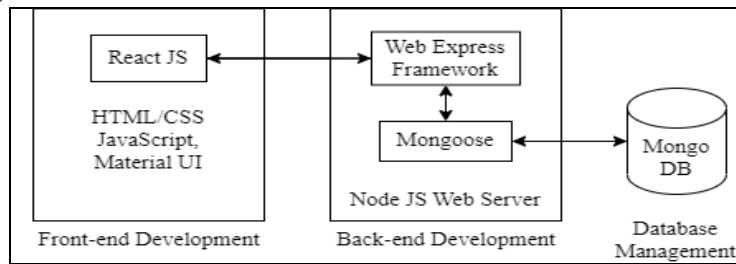 React JS
HTML/CSS
JavaScript,
Material UI
Front-end Development
Web Express
Framework
Mongoose
Node JS Web Server
Back-end Development
Mongo
DB
Database
Management